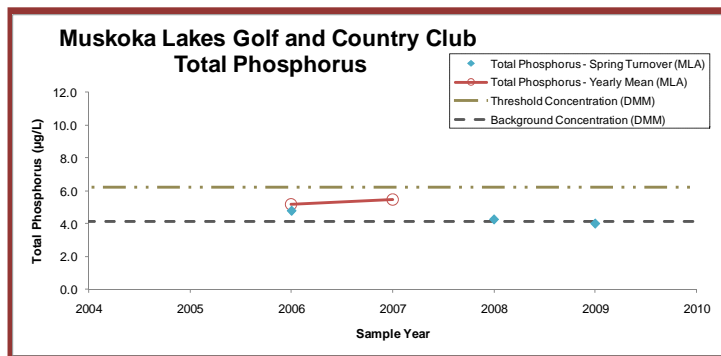 Muskoka Lakes Golf and Country Club
Total Phosphorus
Total Phosphorus - Spring Turnover (MLA)
Total Phosphorus - Yearly Mean (MLA)
Threshold Concentration (DMM)
Background Concentration (DMM)
Total Phosphorus (µg/L)
12.0
10.0
8.0
6.0
4.0
2.0
0.0
2004 2005 2006 2007 2008 2009 2010
Sample Year